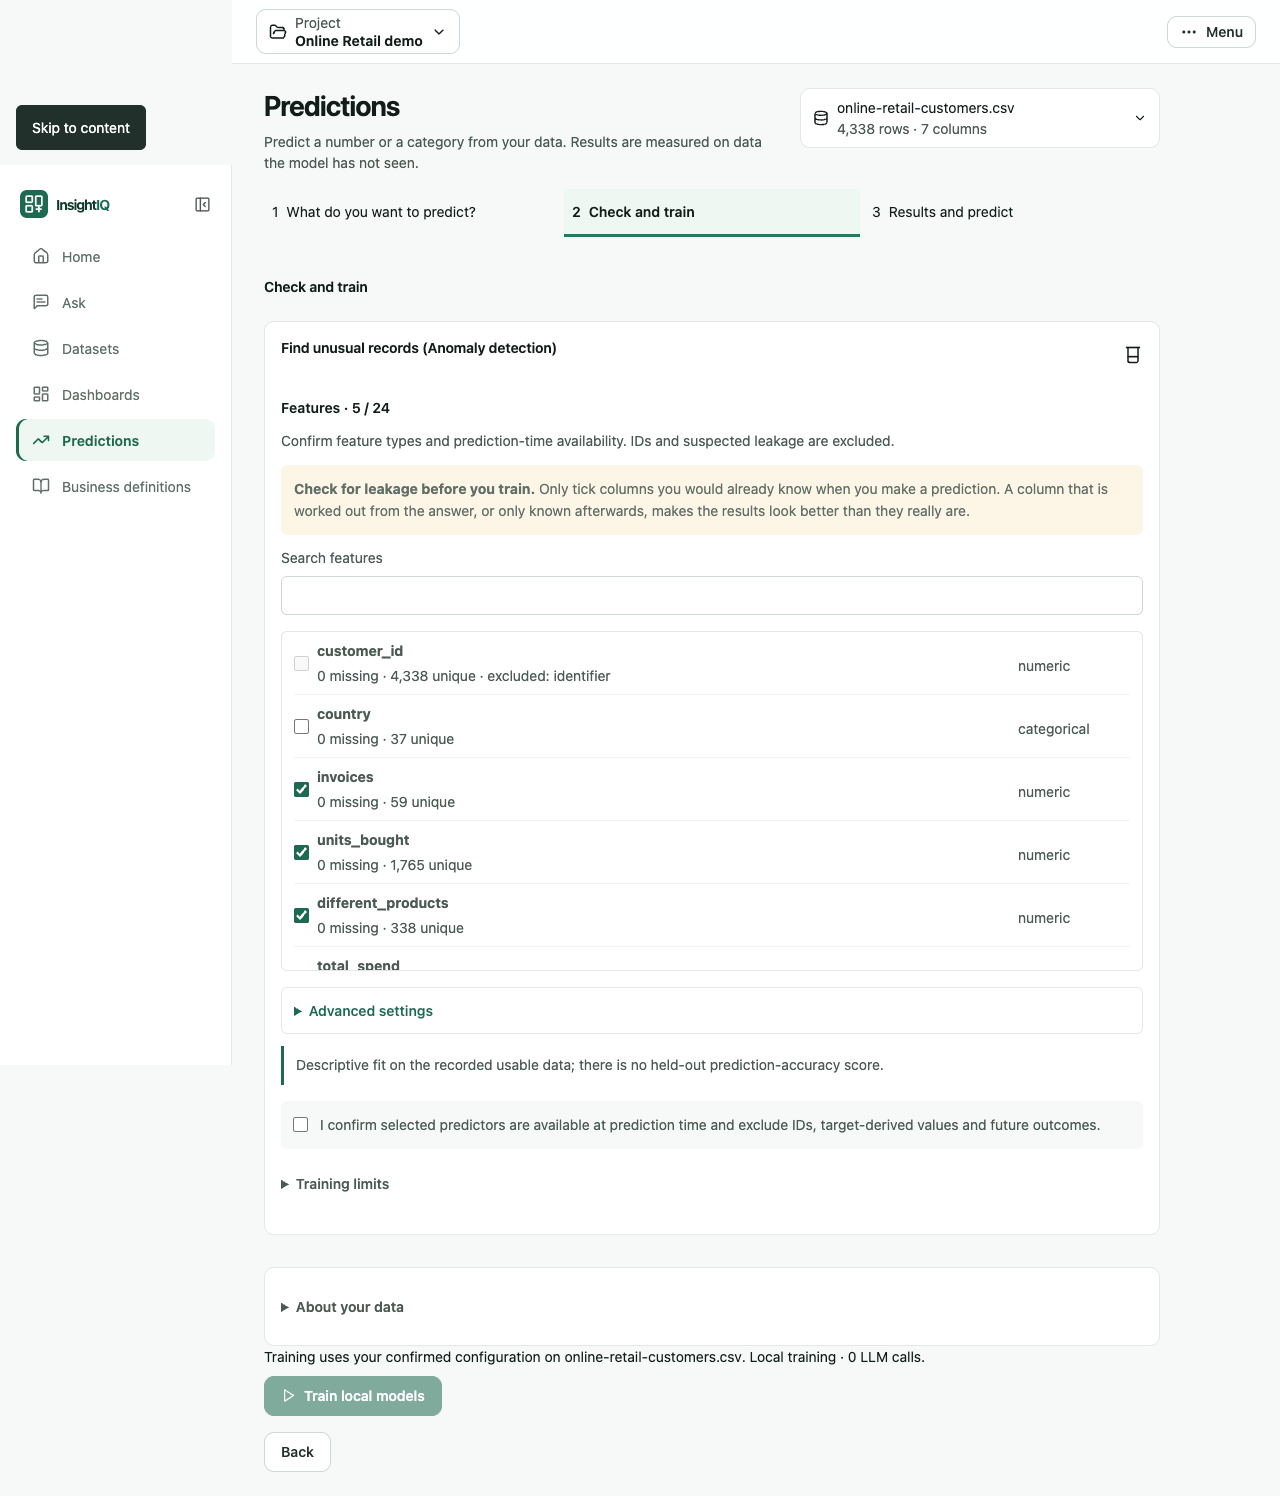 Project
Online Retail demo
Menu
Skip to content
InsightIQ
Home
Ask
Datasets
Dashboards
Predictions
Business definitions
Predictions
Predict a number or a category from your data. Results are measured on data
the model has not seen.
online-retail-customers.csv
4,338 rows · 7 columns
1 What do you want to predict?
2 Check and train
3 Results and predict
Check and train
Find unusual records (Anomaly detection)
Features · 5 / 24
Confirm feature types and prediction-time availability. IDs and suspected leakage are excluded.
Check for leakage before you train. Only tick columns you would already know when you make a prediction. A column that is
worked out from the answer, or only known afterwards, makes the results look better than they really are.
Search features
customer_id
0 missing · 4,338 unique · excluded: identifier
numeric
country
0 missing · 37 unique
categorical
invoices
0 missing · 59 unique
numeric
units_bought
0 missing · 1,765 unique
numeric
different_products
0 missing · 338 unique
numeric
total_spend
Advanced settings
Descriptive fit on the recorded usable data; there is no held-out prediction-accuracy score.
I confirm selected predictors are available at prediction time and exclude IDs, target-derived values and future outcomes.
Training limits
About your data
Training uses your confirmed configuration on online-retail-customers.csv. Local training · 0 LLM calls.
Train local models
Back